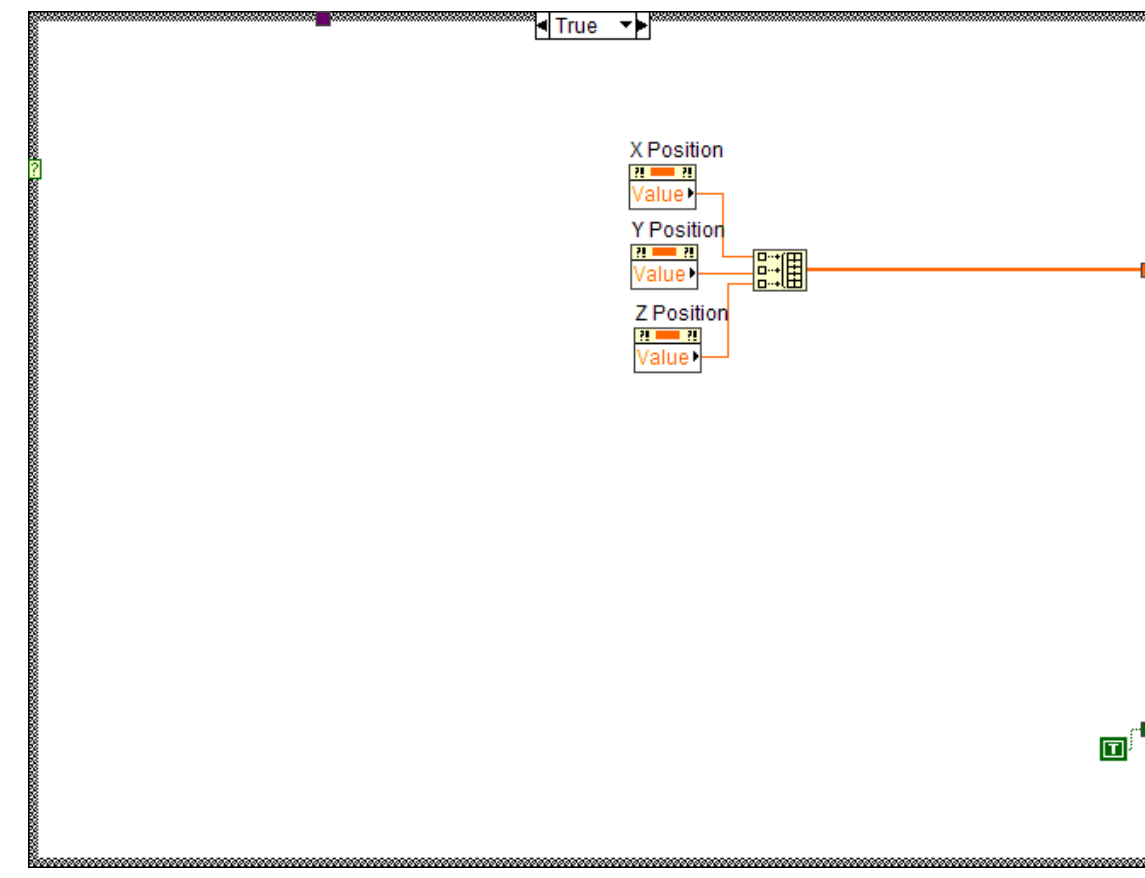 True
?
X Position
?! ?!
Value
Y Position
?! ?!
Value
Z Position
?! ?!
Value
T